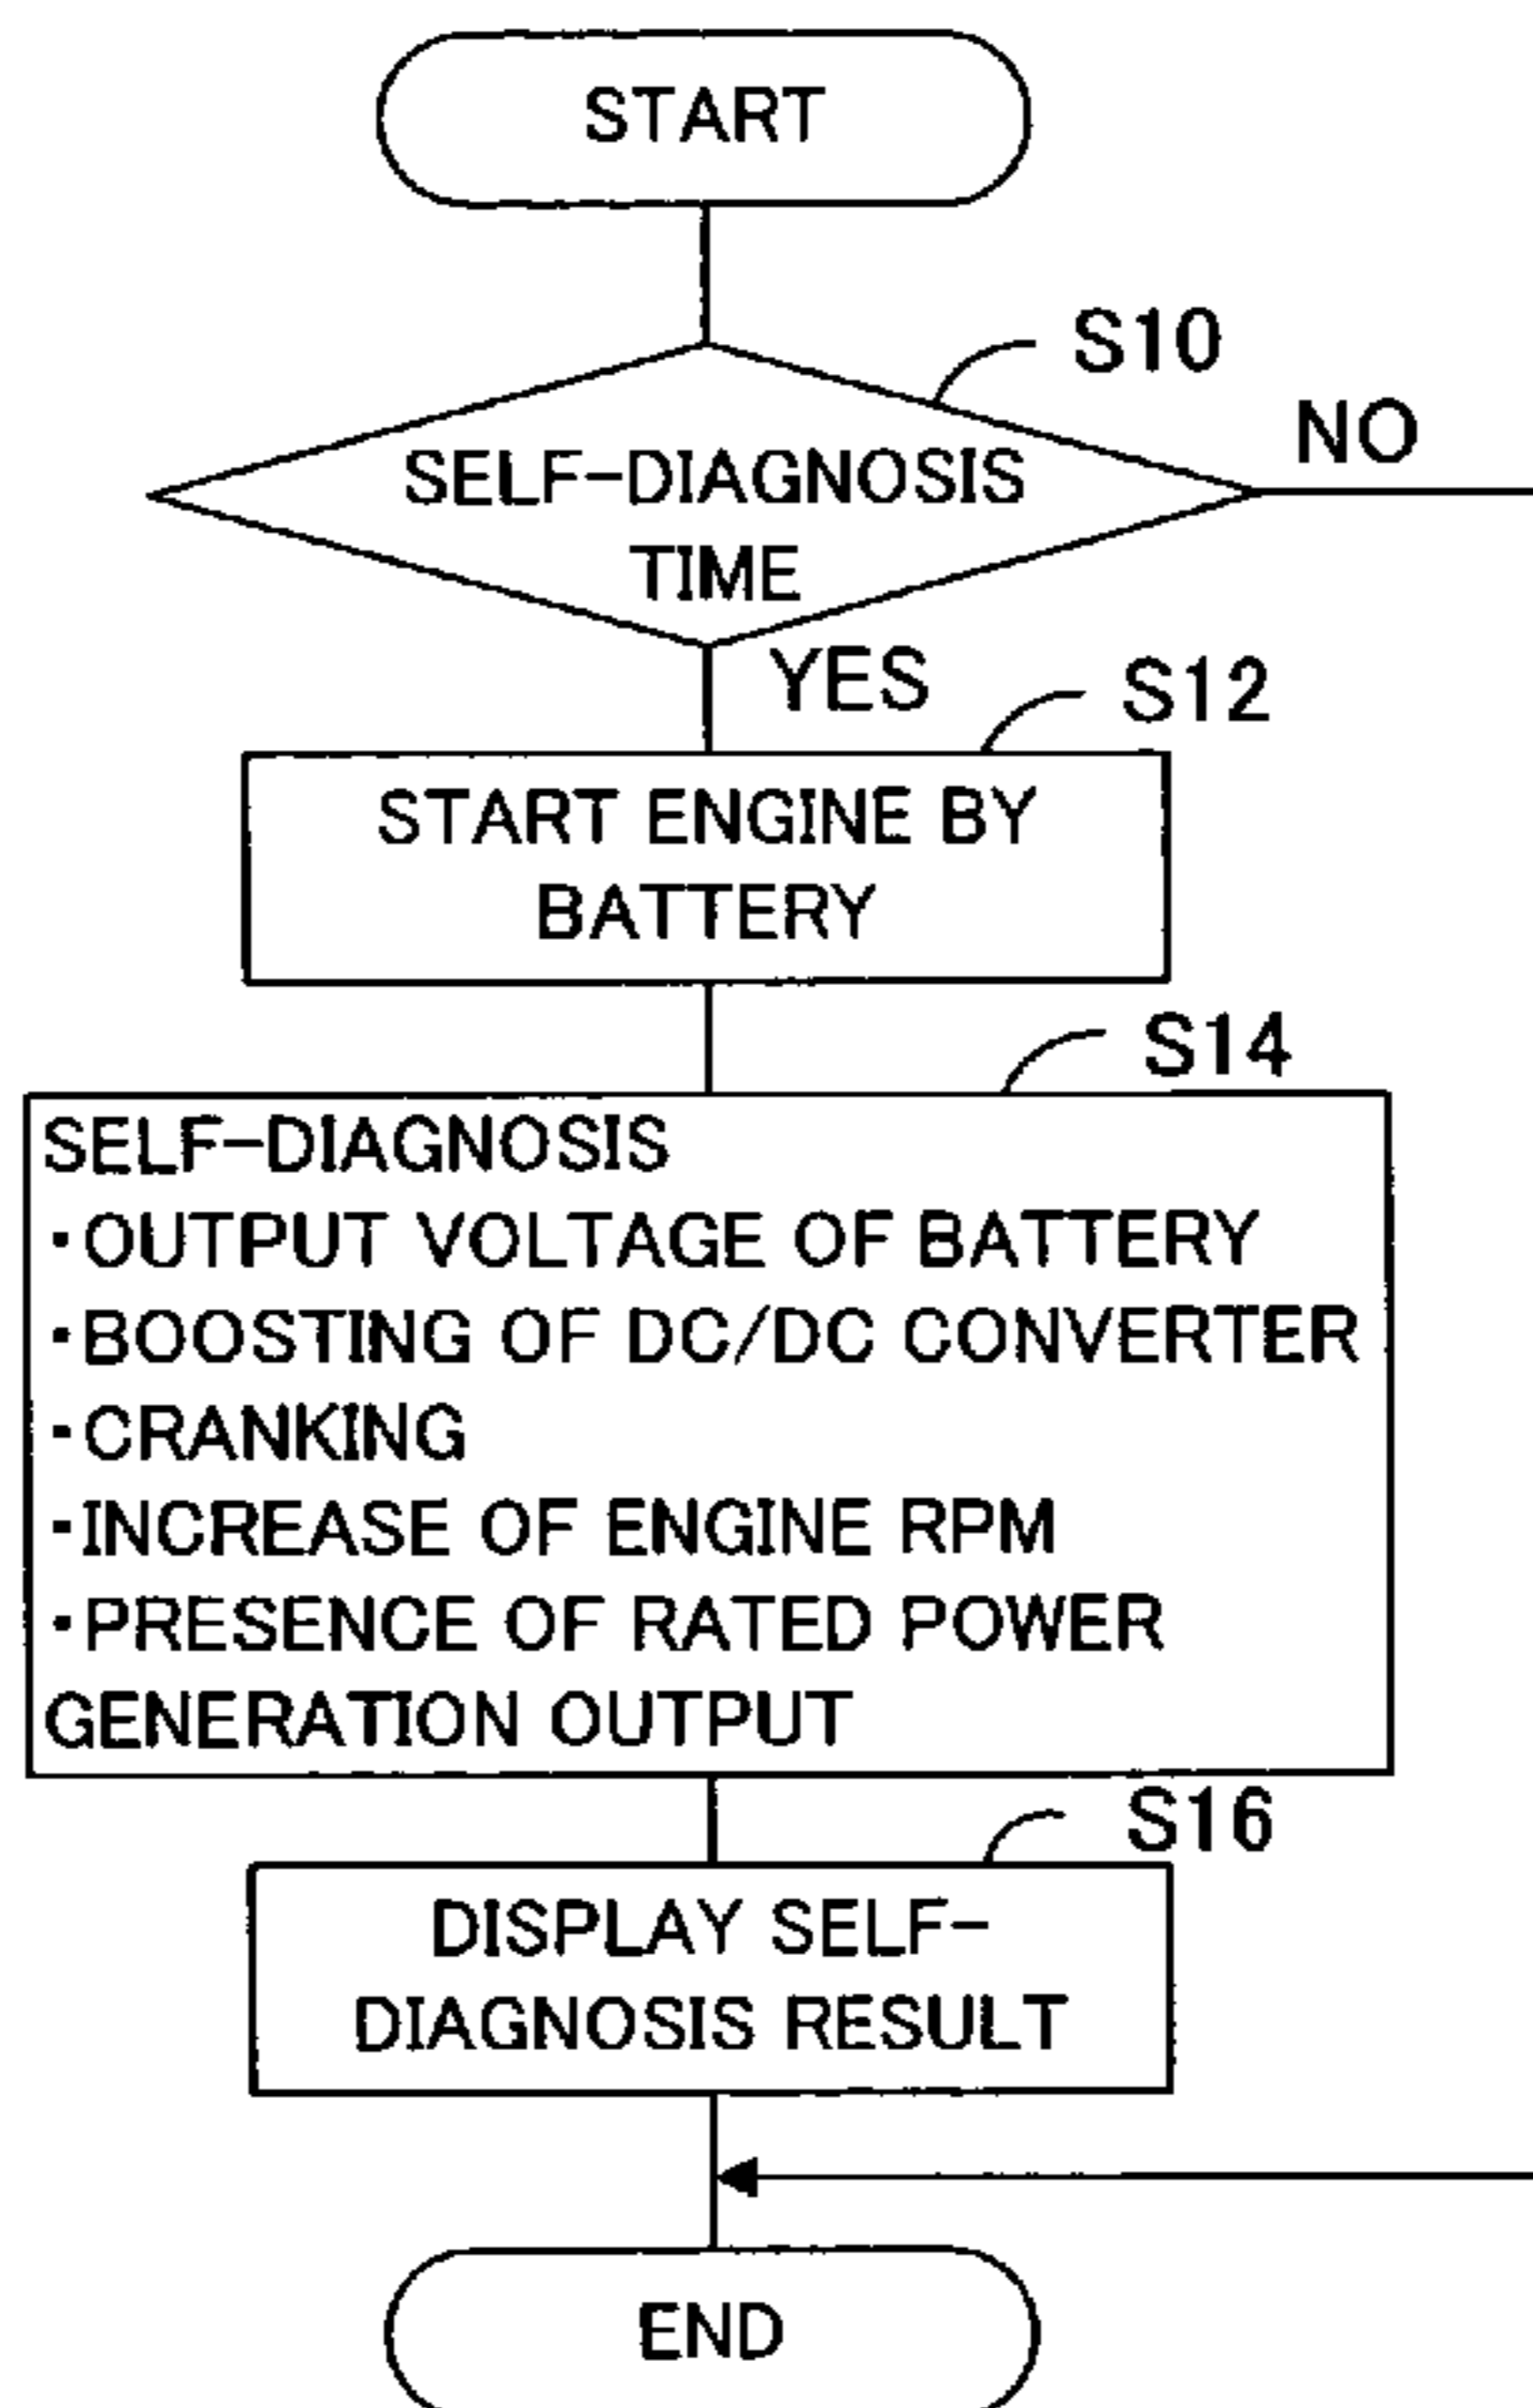 START
S10
NO
SELF-DIAGNOSIS
TIME
YES
S12
START ENGINE BY
BATTERY
S14
SELF-DIAGNOSIS
・OUTPUT VOLTAGE OF BATTERY
・BOOSTING OF DC/DC CONVERTER
・CRANKING
・INCREASE OF ENGINE RPM
・PRESENCE OF RATED POWER
GENERATION OUTPUT
S16
DISPLAY SELF-
DIAGNOSIS RESULT
END